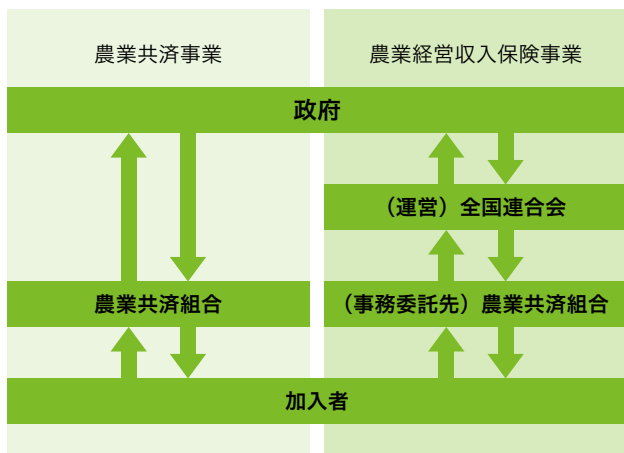 農業共済事業
農業経営収入保険事業
政府
（運営）全国連合会
農業共済組合
（事務委託先）農業共済組合
加入者